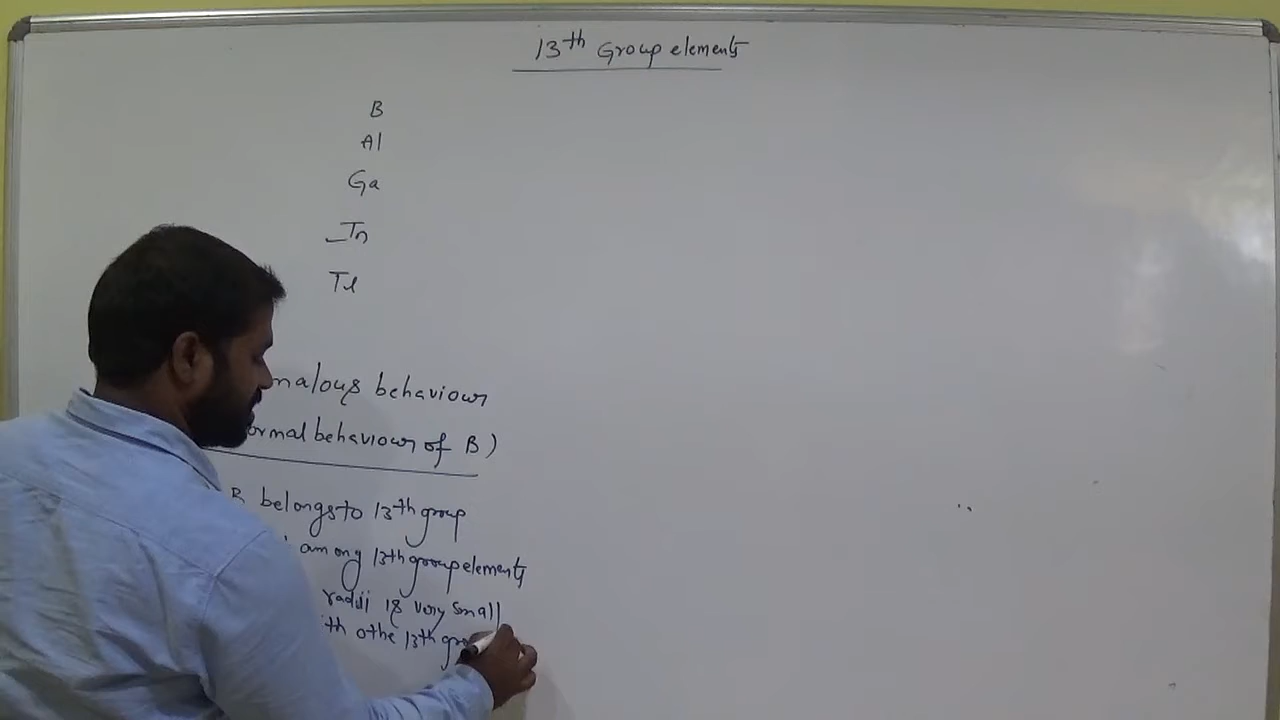 13th Group elements
B
Al
Ga
In
Tl
malous behaviour
ormal behaviour of B)
B belongs to 13th group
among 13th group elements
radii is very small
ith othe 13th gro